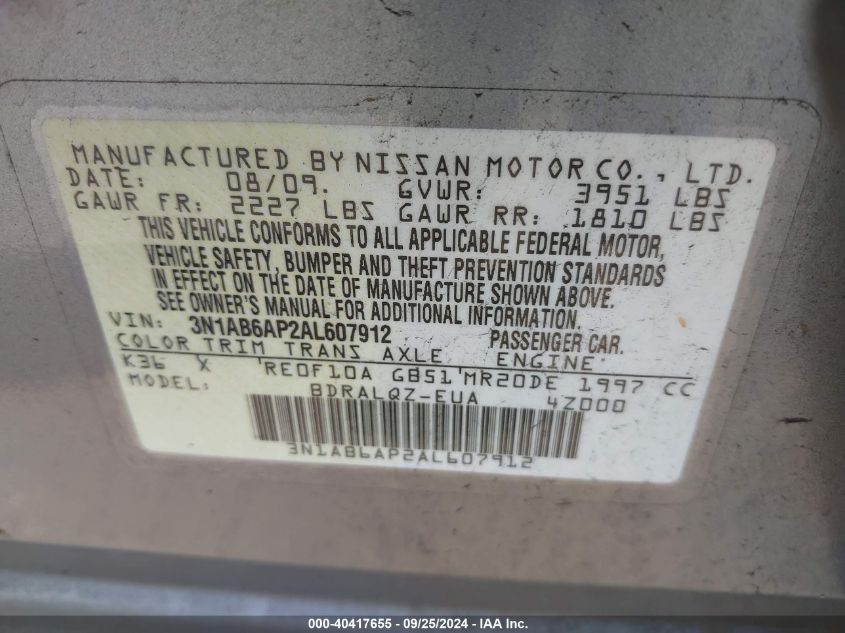 MANUFACTURED BY NISSAN MOTOR CO., LTD.
DATE: 08/09. GVWR: 3951 LBS
GAWR FR: 2227 LBS GAWR RR: 1810 LBS
THIS VEHICLE CONFORMS TO ALL APPLICABLE FEDERAL MOTOR,
VEHICLE SAFETY, BUMPER AND THEFT PREVENTION STANDARDS
IN EFFECT ON THE DATE OF MANUFACTURE SHOWN ABOVE.
SEE OWNER'S MANUAL FOR ADDITIONAL INFORMATION.
VIN: 3N1AB6AP2AL607912 PASSENGER CAR.
COLOR TRIM TRANS AXLE ENGINE
K36 X RE0F10A GB51 MR20DE 1997 CC
MODEL: BDRALQZ-EUA 4Z000
3N1AB6AP2AL607912
000-40417655 - 09/25/2024 - IAA Inc.